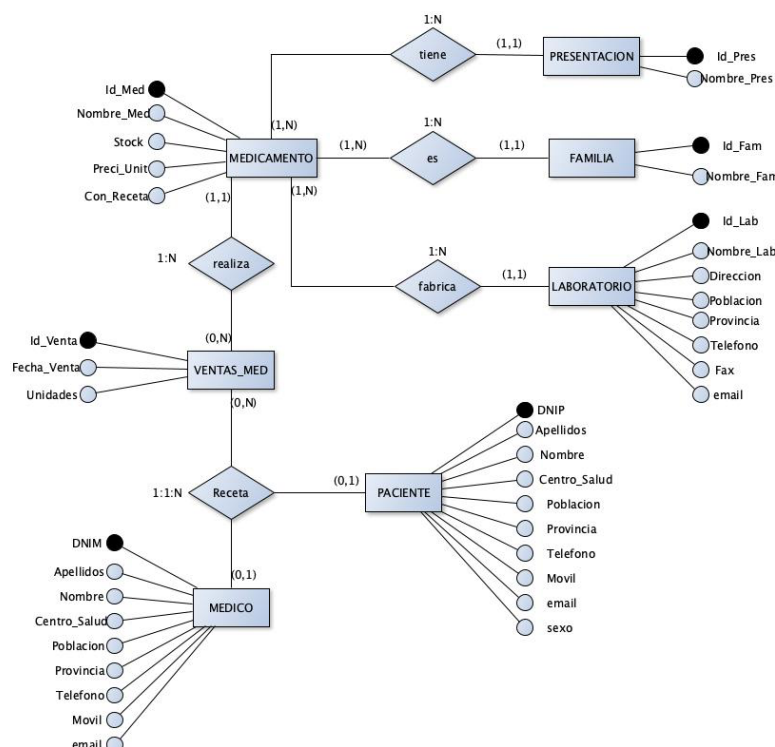 1:N
tiene
(1,1)
PRESENTACION
Id_Pres
Nombre_Pres
Id_Med
Nombre_Med
Stock
Preci_Unit
Con_Receta
(1,N)
MEDICAMENTO
(1,N)
1:N
es
(1,1)
FAMILIA
Id_Fam
Nombre_Fam
(1,1)
(1,N)
1:N
realiza
1:N
fabrica
(1,1)
LABORATORIO
Id_Lab
Nombre_Lab
Direccion
Poblacion
Provincia
Telefono
Fax
email
(0,N)
Id_Venta
Fecha_Venta
Unidades
VENTAS_MED
(0,N)
1:1:N
Receta
(0,1)
PACIENTE
DNIP
Apellidos
Nombre
Centro_Salud
Poblacion
Provincia
Telefono
Movil
email
sexo
(0,1)
MEDICO
DNIM
Apellidos
Nombre
Centro_Salud
Poblacion
Provincia
Telefono
Movil
email